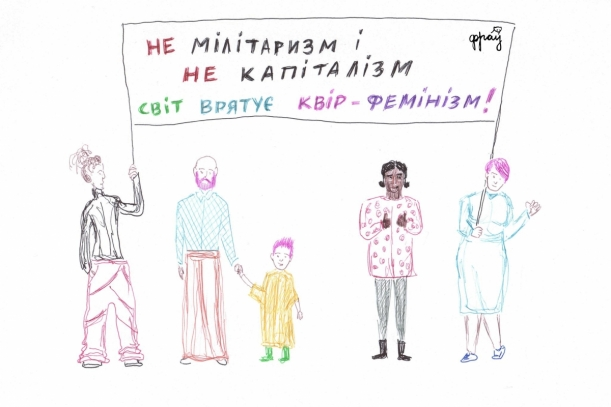 фрау
НЕ МІЛІТАРИЗМ І
НЕ КАПІТАЛІЗМ
СВІТ ВРЯТУЄ КВІР-ФЕМІНІЗМ!